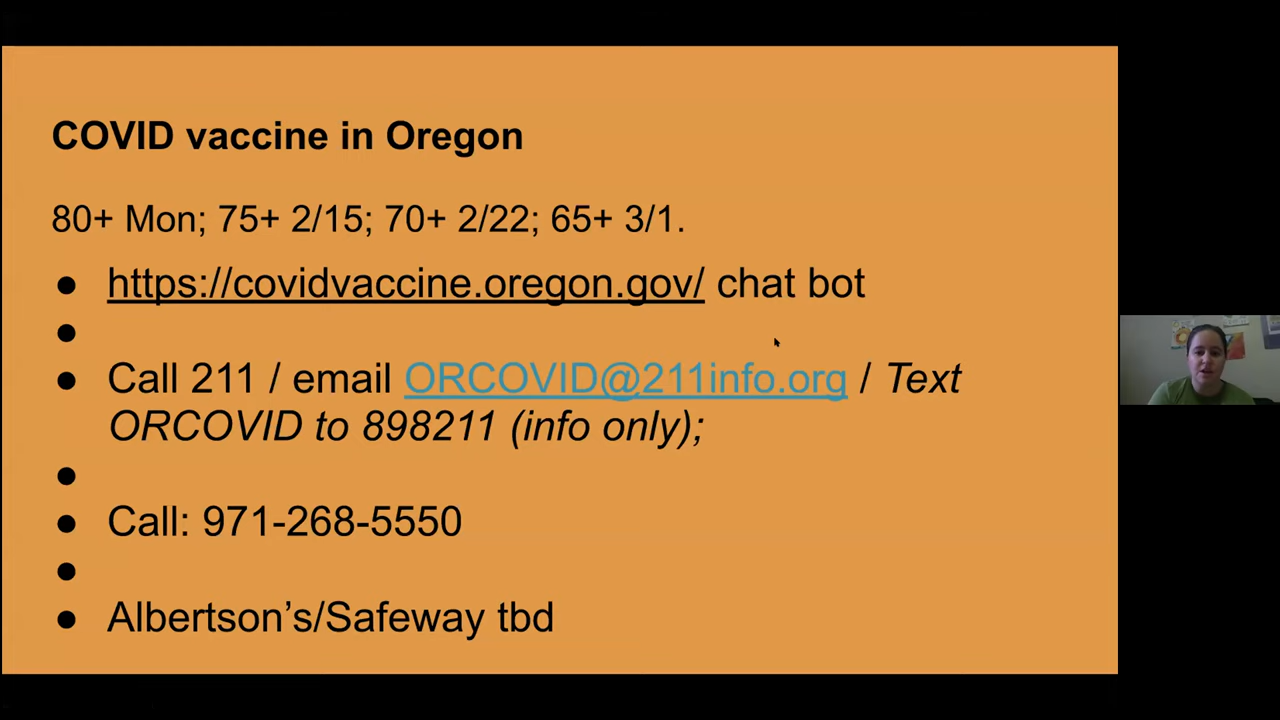 COVID vaccine in Oregon
80+ Mon; 75+ 2/15; 70+ 2/22; 65+ 3/1.
● https://covidvaccine.oregon.gov/ chat bot
●
● Call 211 / email ORCOVID@211info.org / Text
ORCOVID to 898211 (info only);
●
● Call: 971-268-5550
●
● Albertson’s/Safeway tbd